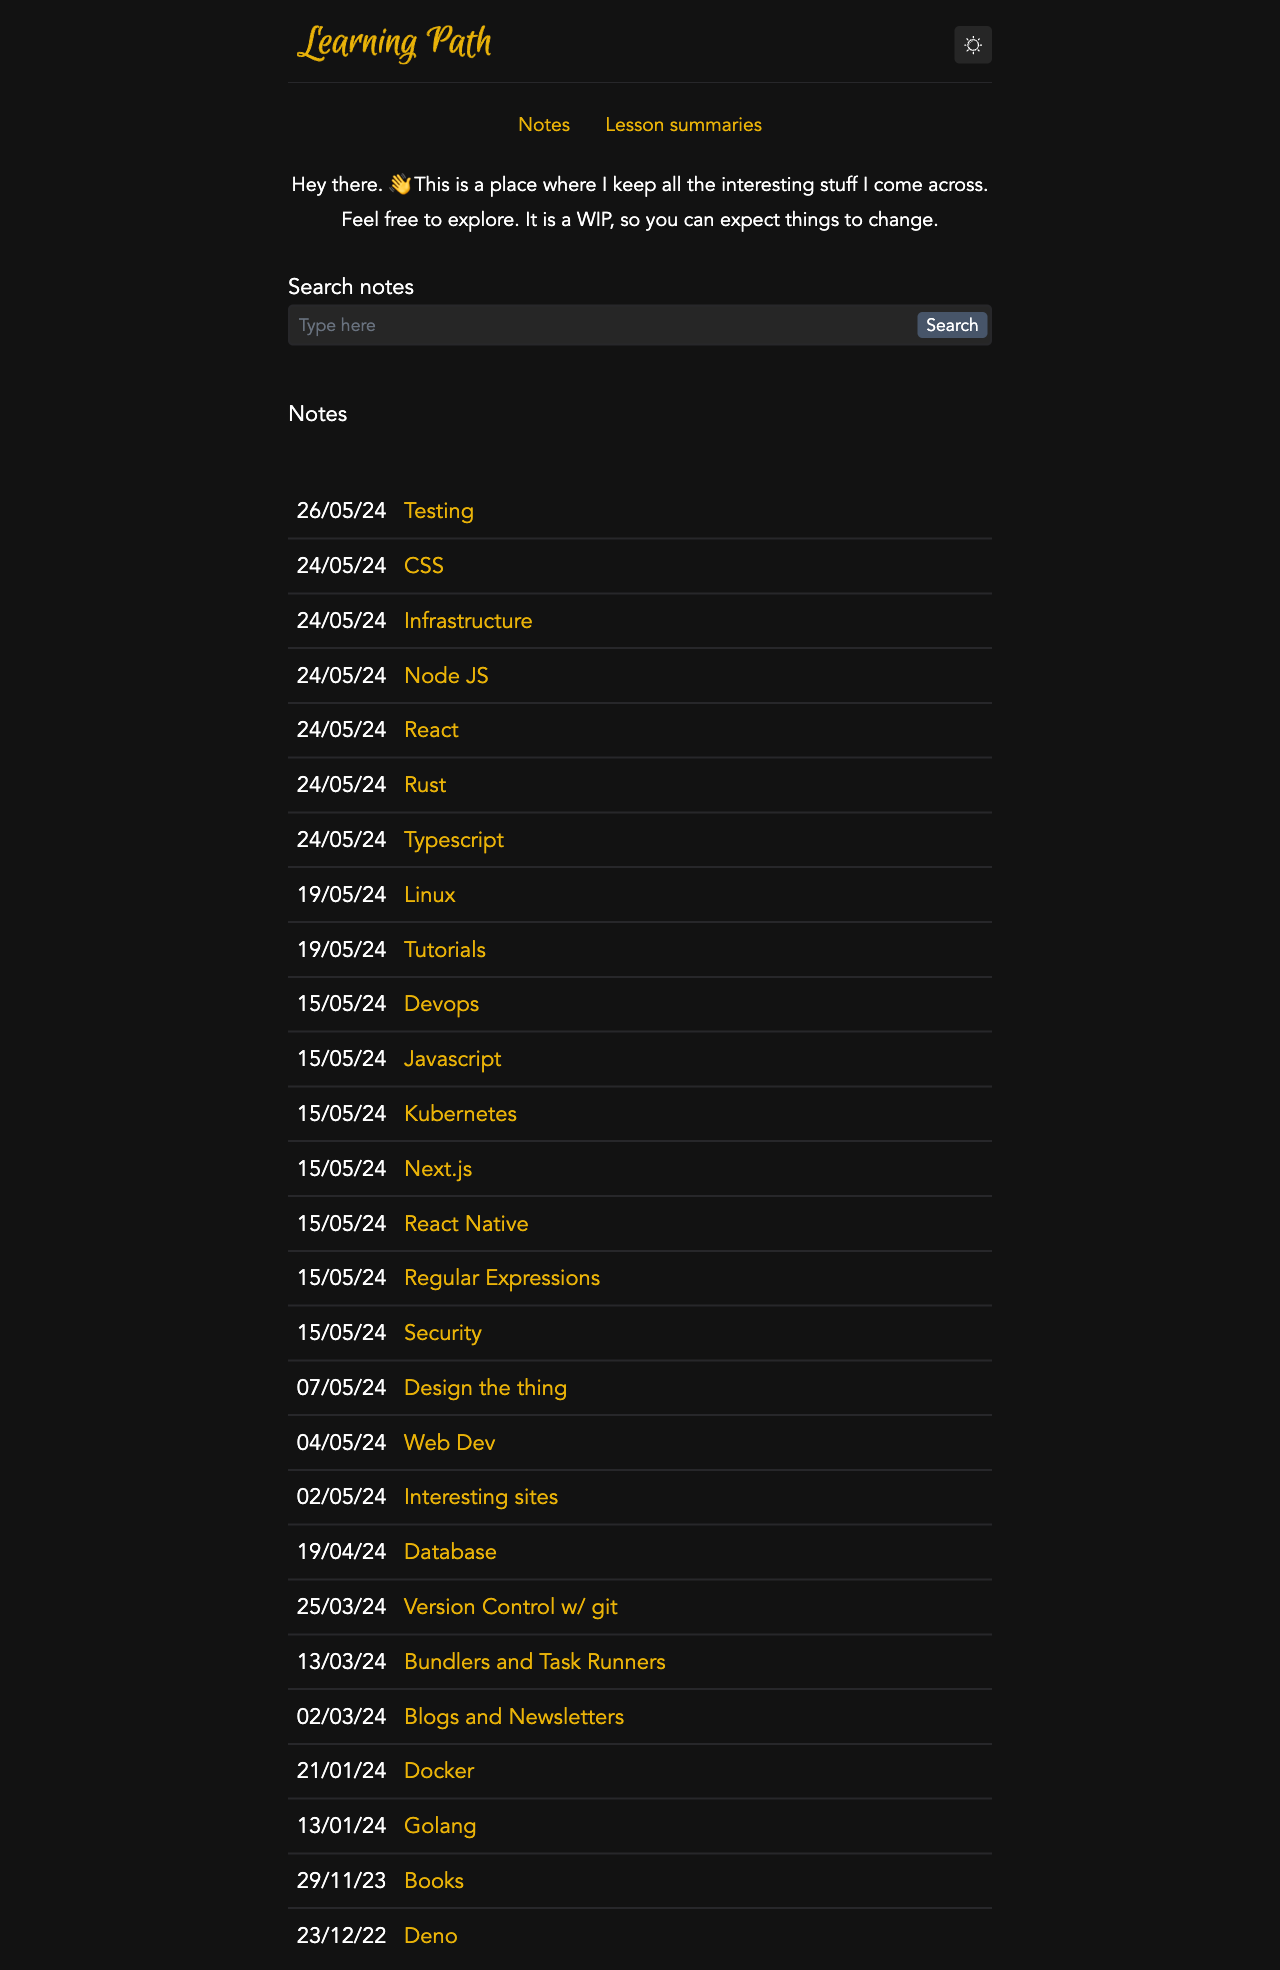 Learning Path
Notes Lesson summaries
Hey there. 👋This is a place where I keep all the interesting stuff I come across.
Feel free to explore. It is a WIP, so you can expect things to change.
Search notes
Type here Search
Notes
26/05/24 Testing
24/05/24 CSS
24/05/24 Infrastructure
24/05/24 Node JS
24/05/24 React
24/05/24 Rust
24/05/24 Typescript
19/05/24 Linux
19/05/24 Tutorials
15/05/24 Devops
15/05/24 Javascript
15/05/24 Kubernetes
15/05/24 Next.js
15/05/24 React Native
15/05/24 Regular Expressions
15/05/24 Security
07/05/24 Design the thing
04/05/24 Web Dev
02/05/24 Interesting sites
19/04/24 Database
25/03/24 Version Control w/ git
13/03/24 Bundlers and Task Runners
02/03/24 Blogs and Newsletters
21/01/24 Docker
13/01/24 Golang
29/11/23 Books
23/12/22 Deno